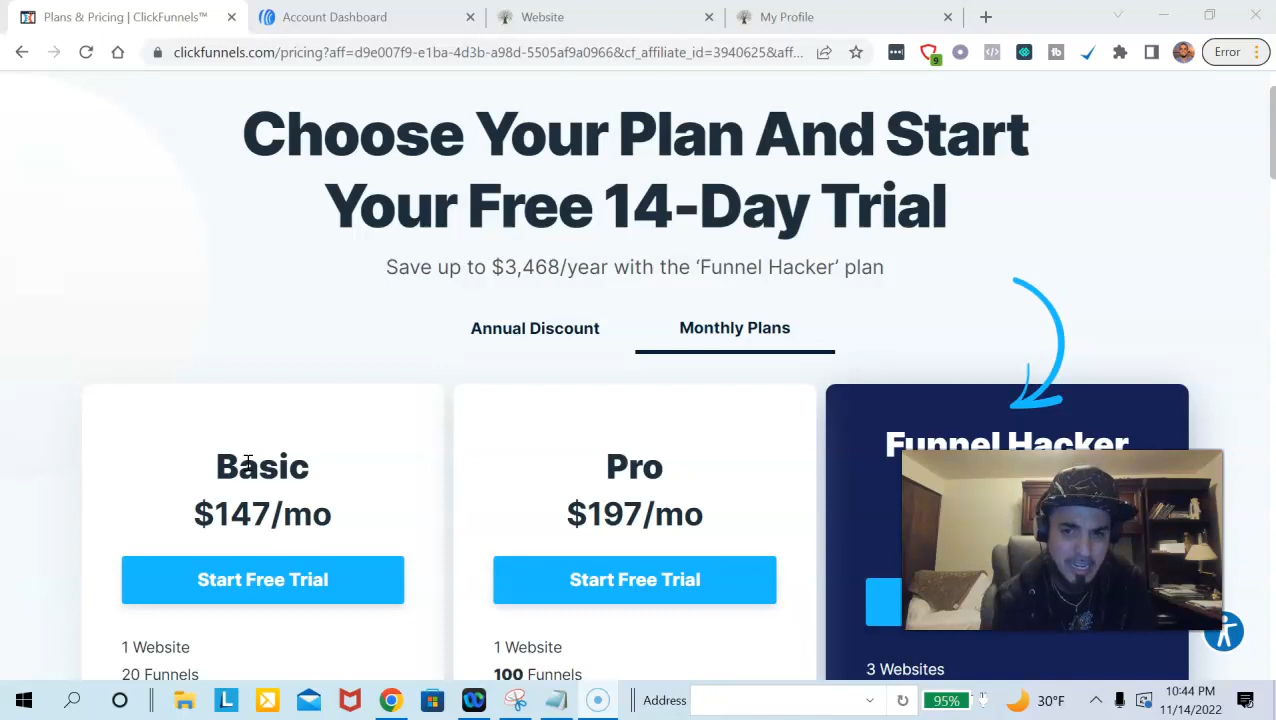 Plans & Pricing | ClickFunnels™
Account Dashboard
Website
My Profile
clickfunnels.com/pricing?aff=d9e007f9-e1ba-4d3b-a98d-5505af9a0966&cf_affiliate_id=3940625&aff...
9
Error
Choose Your Plan And Start
Your Free 14-Day Trial
Save up to $3,468/year with the ‘Funnel Hacker’ plan
Annual Discount
Monthly Plans
Basic
$147/mo
Start Free Trial
1 Website
20 Funnels
Pro
$197/mo
Start Free Trial
1 Website
100 Funnels
Funnel Hacker
3 Websites
Address
95%
30°F
10:44 PM
11/14/2022